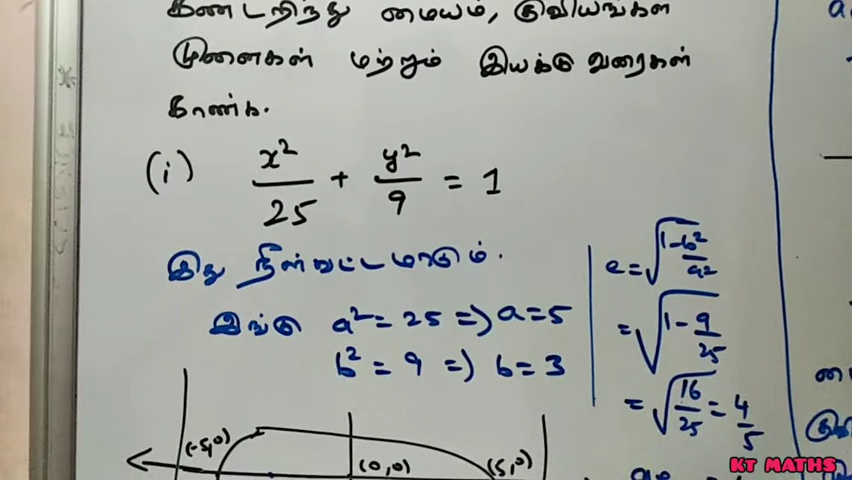 கண்டறிந்து மையம், குவியங்கள்
முனைகள் மற்றும் இயக்கு வரைகள்
காண்க.
(i) x²/25 + y²/9 = 1
இது நீள்வட்டமாகும்.
இங்கு a² = 25 => a = 5
b² = 9 => b = 3
e = √(1 - b²/a²)
= √(1 - 9/25)
= √(16/25) = 4/5
(-5,0) (0,0) (5,0)
KT MATHS